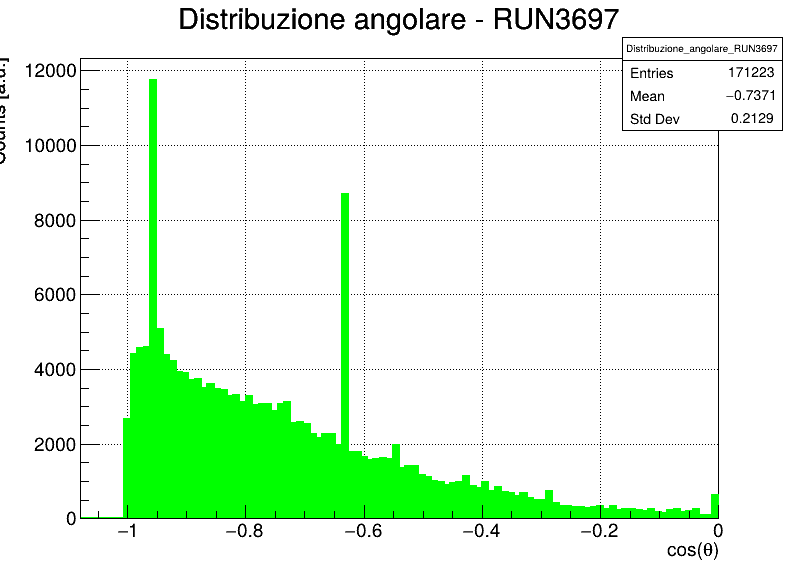 Distribuzione angolare - RUN3697
Distribuzione_angolare_RUN3697
Entries 171223
Mean −0.7371
Std Dev 0.2129
Counts [a.u.]
12000
10000
8000
6000
4000
2000
0
−1 −0.8 −0.6 −0.4 −0.2 0
cos(θ)